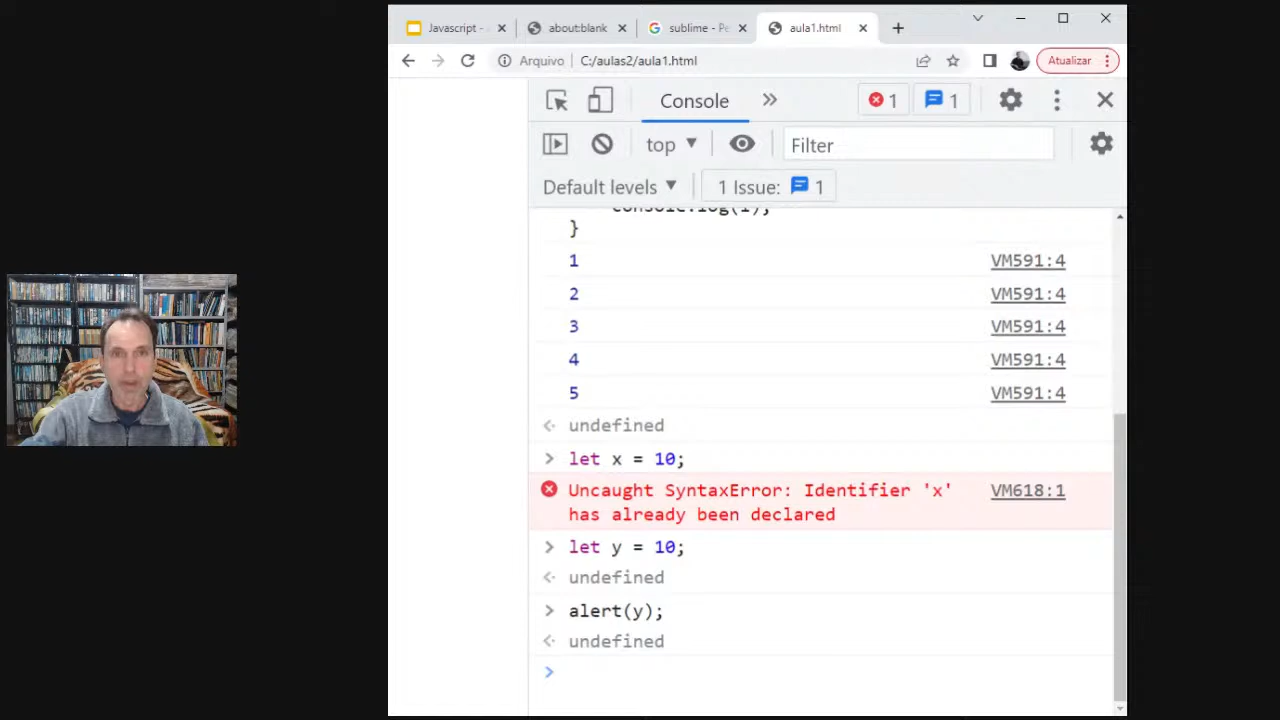 Javascript -
about:blank
sublime - Pe
aula1.html
Arquivo | C:/aulas2/aula1.html
Atualizar
Console
1
1
top
Filter
Default levels
1 Issue: 1
console.log(i);
}
1 VM591:4
2 VM591:4
3 VM591:4
4 VM591:4
5 VM591:4
undefined
let x = 10;
Uncaught SyntaxError: Identifier 'x' VM618:1
has already been declared
let y = 10;
undefined
alert(y);
undefined